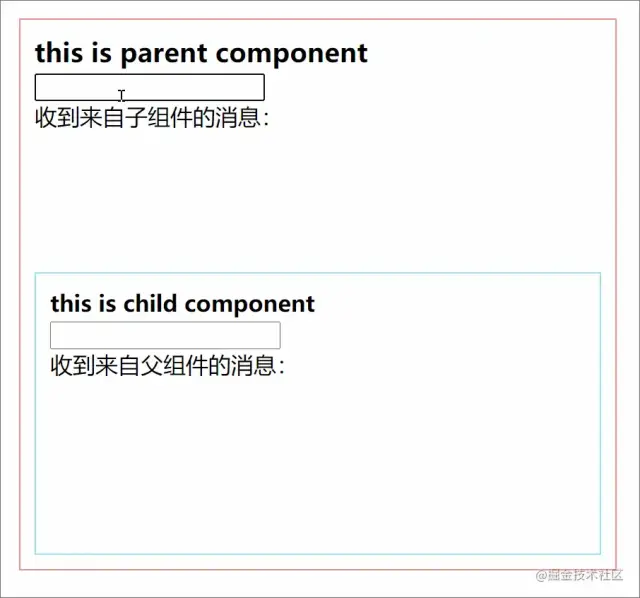 this is parent component
收到来自子组件的消息：
this is child component
收到来自父组件的消息：
@掘金技术社区